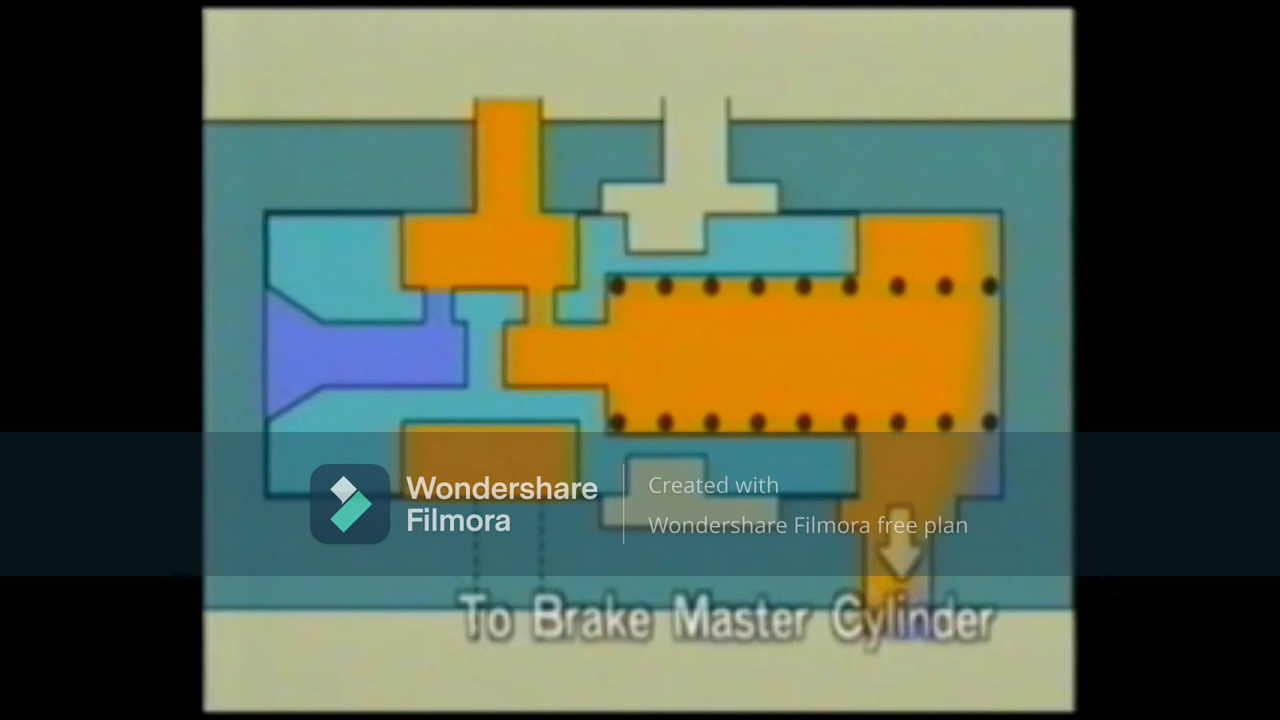 Wondershare
Filmora
Created with
Wondershare Filmora free plan
To Brake Master Cylinder